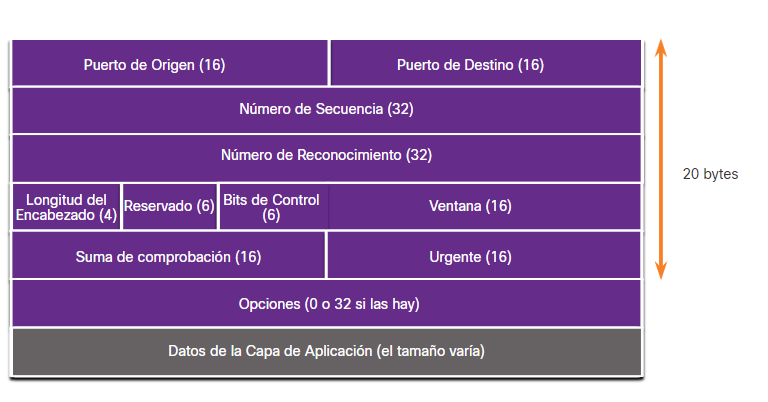 Puerto de Origen (16)
Puerto de Destino (16)
Número de Secuencia (32)
Número de Reconocimiento (32)
Longitud del
Encabezado (4)
Reservado (6)
Bits de Control
(6)
Ventana (16)
Suma de comprobación (16)
Urgente (16)
Opciones (0 o 32 si las hay)
Datos de la Capa de Aplicación (el tamaño varía)
20 bytes